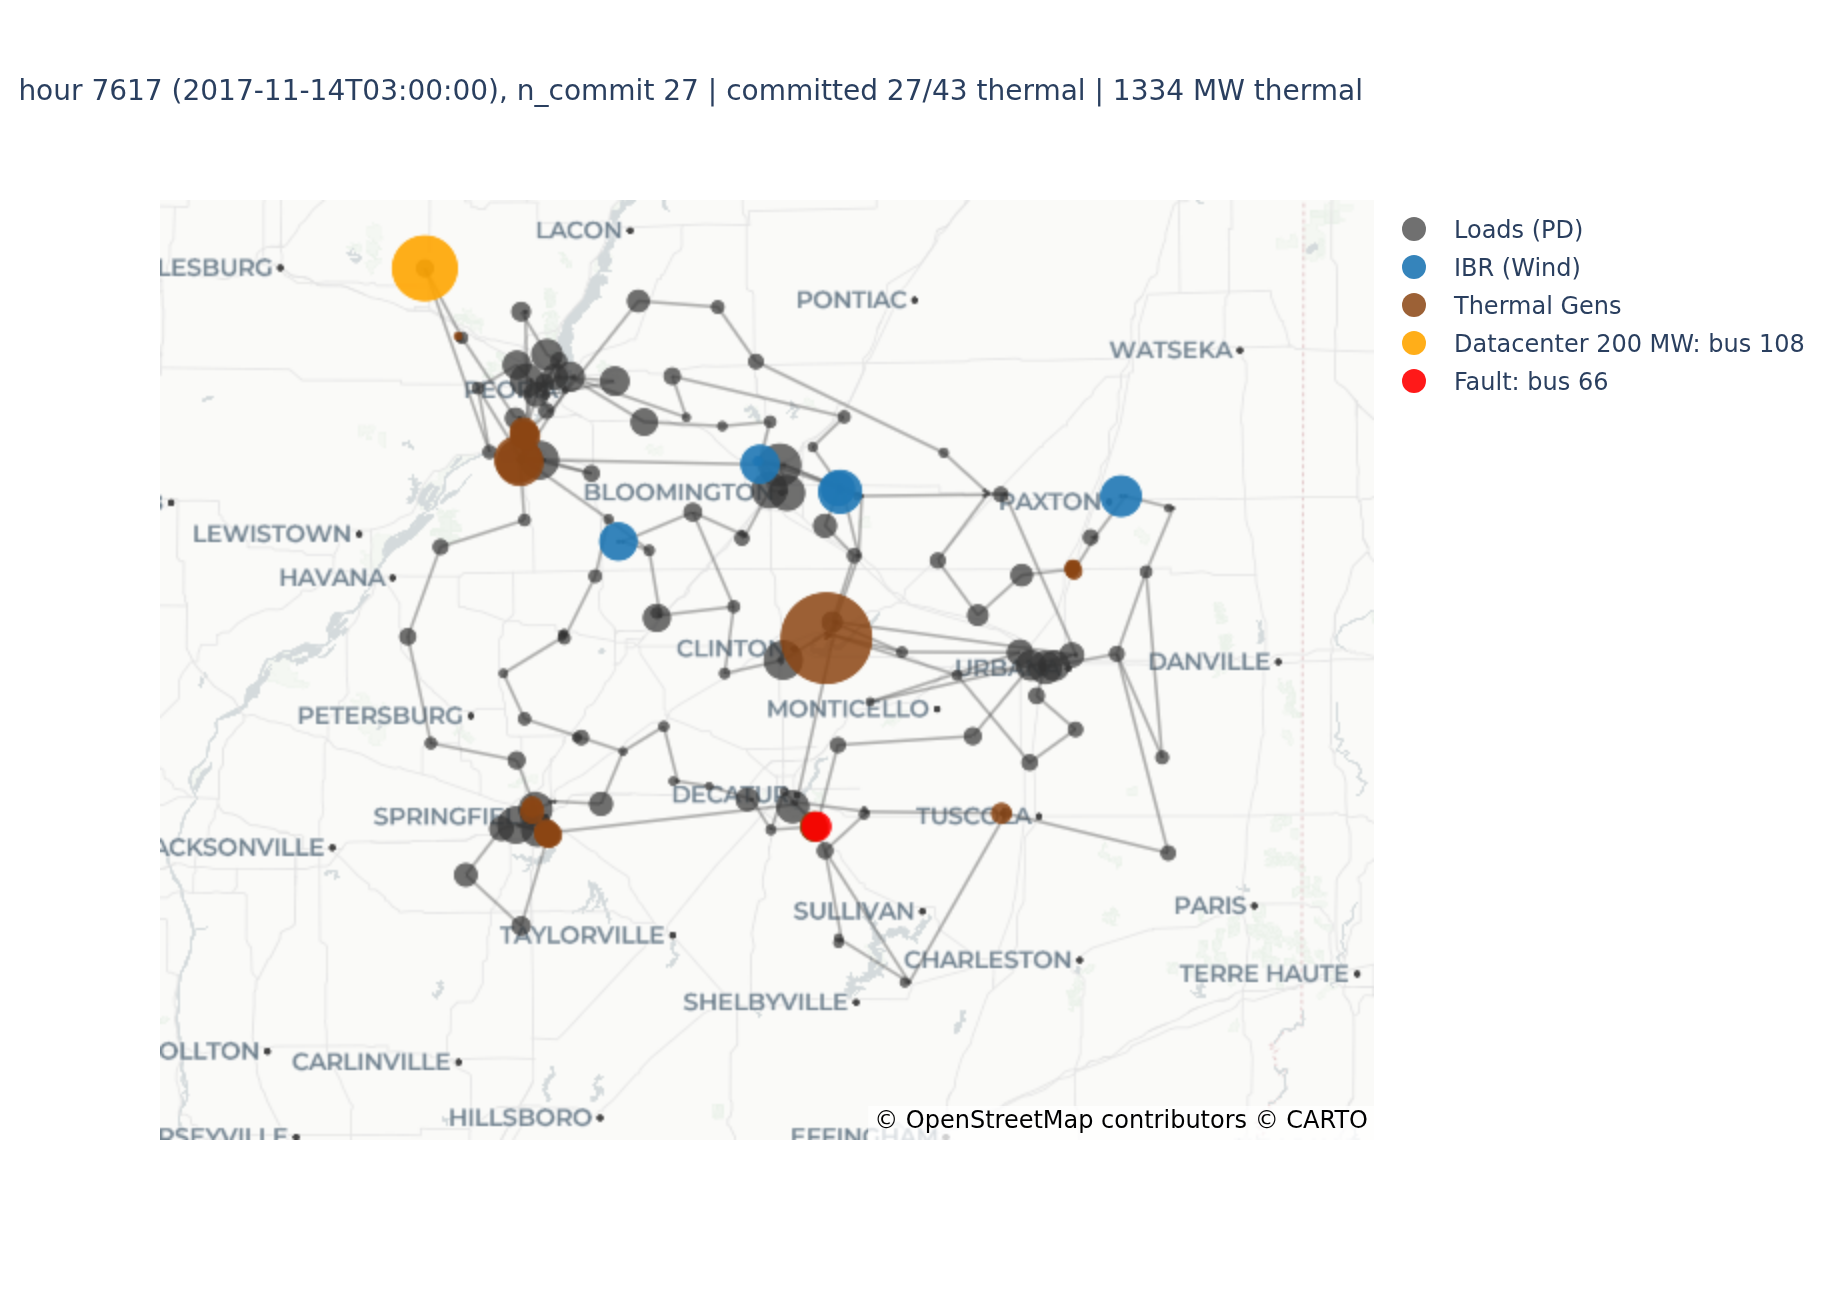 hour 7617 (2017-11-14T03:00:00), n_commit 27 | committed 27/43 thermal | 1334 MW thermal
LACON
LESBURG
PONTIAC
WATSEKA
Loads (PD)
IBR (Wind)
Thermal Gens
Datacenter 200 MW: bus 108
Fault: bus 66
BLOOMINGTON
PAXTON
LEWISTOWN
HAVANA
CLINTON
DANVILLE
PETERSBURG
MONTICELLO
DECATUR
SPRINGFI
TUSCOLA
ACKSONVILLE
SULLIVAN
PARIS
TAYLORVILLE
CHARLESTON
TERRE HAUTE
SHELBYVILLE
OLLTON
CARLINVILLE
HILLSBORO
© OpenStreetMap contributors © CARTO
RSEYVILLE
EFFINGHAM